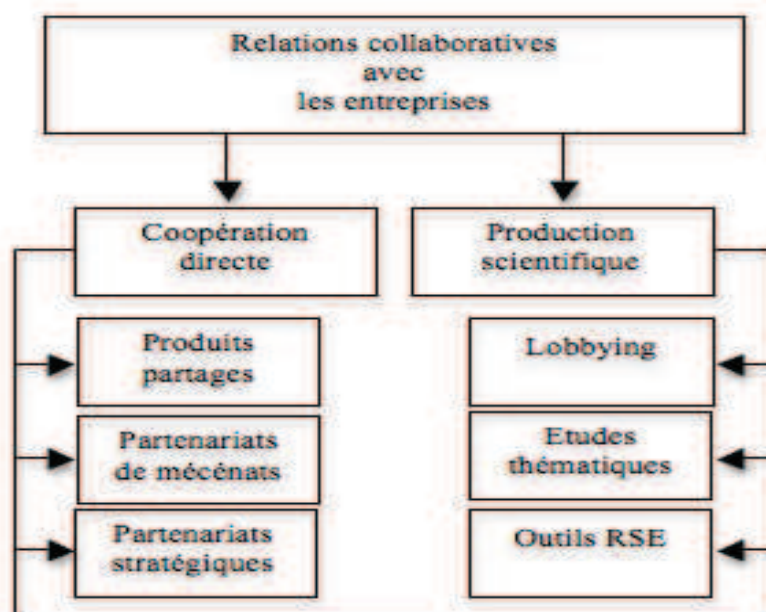 Relations collaboratives
avec
les entreprises
Coopération
directe
Production
scientifique
Produits
partages
Lobbying
Partenariats
de mécénats
Etudes
thématiques
Partenariats
stratégiques
Outils RSE